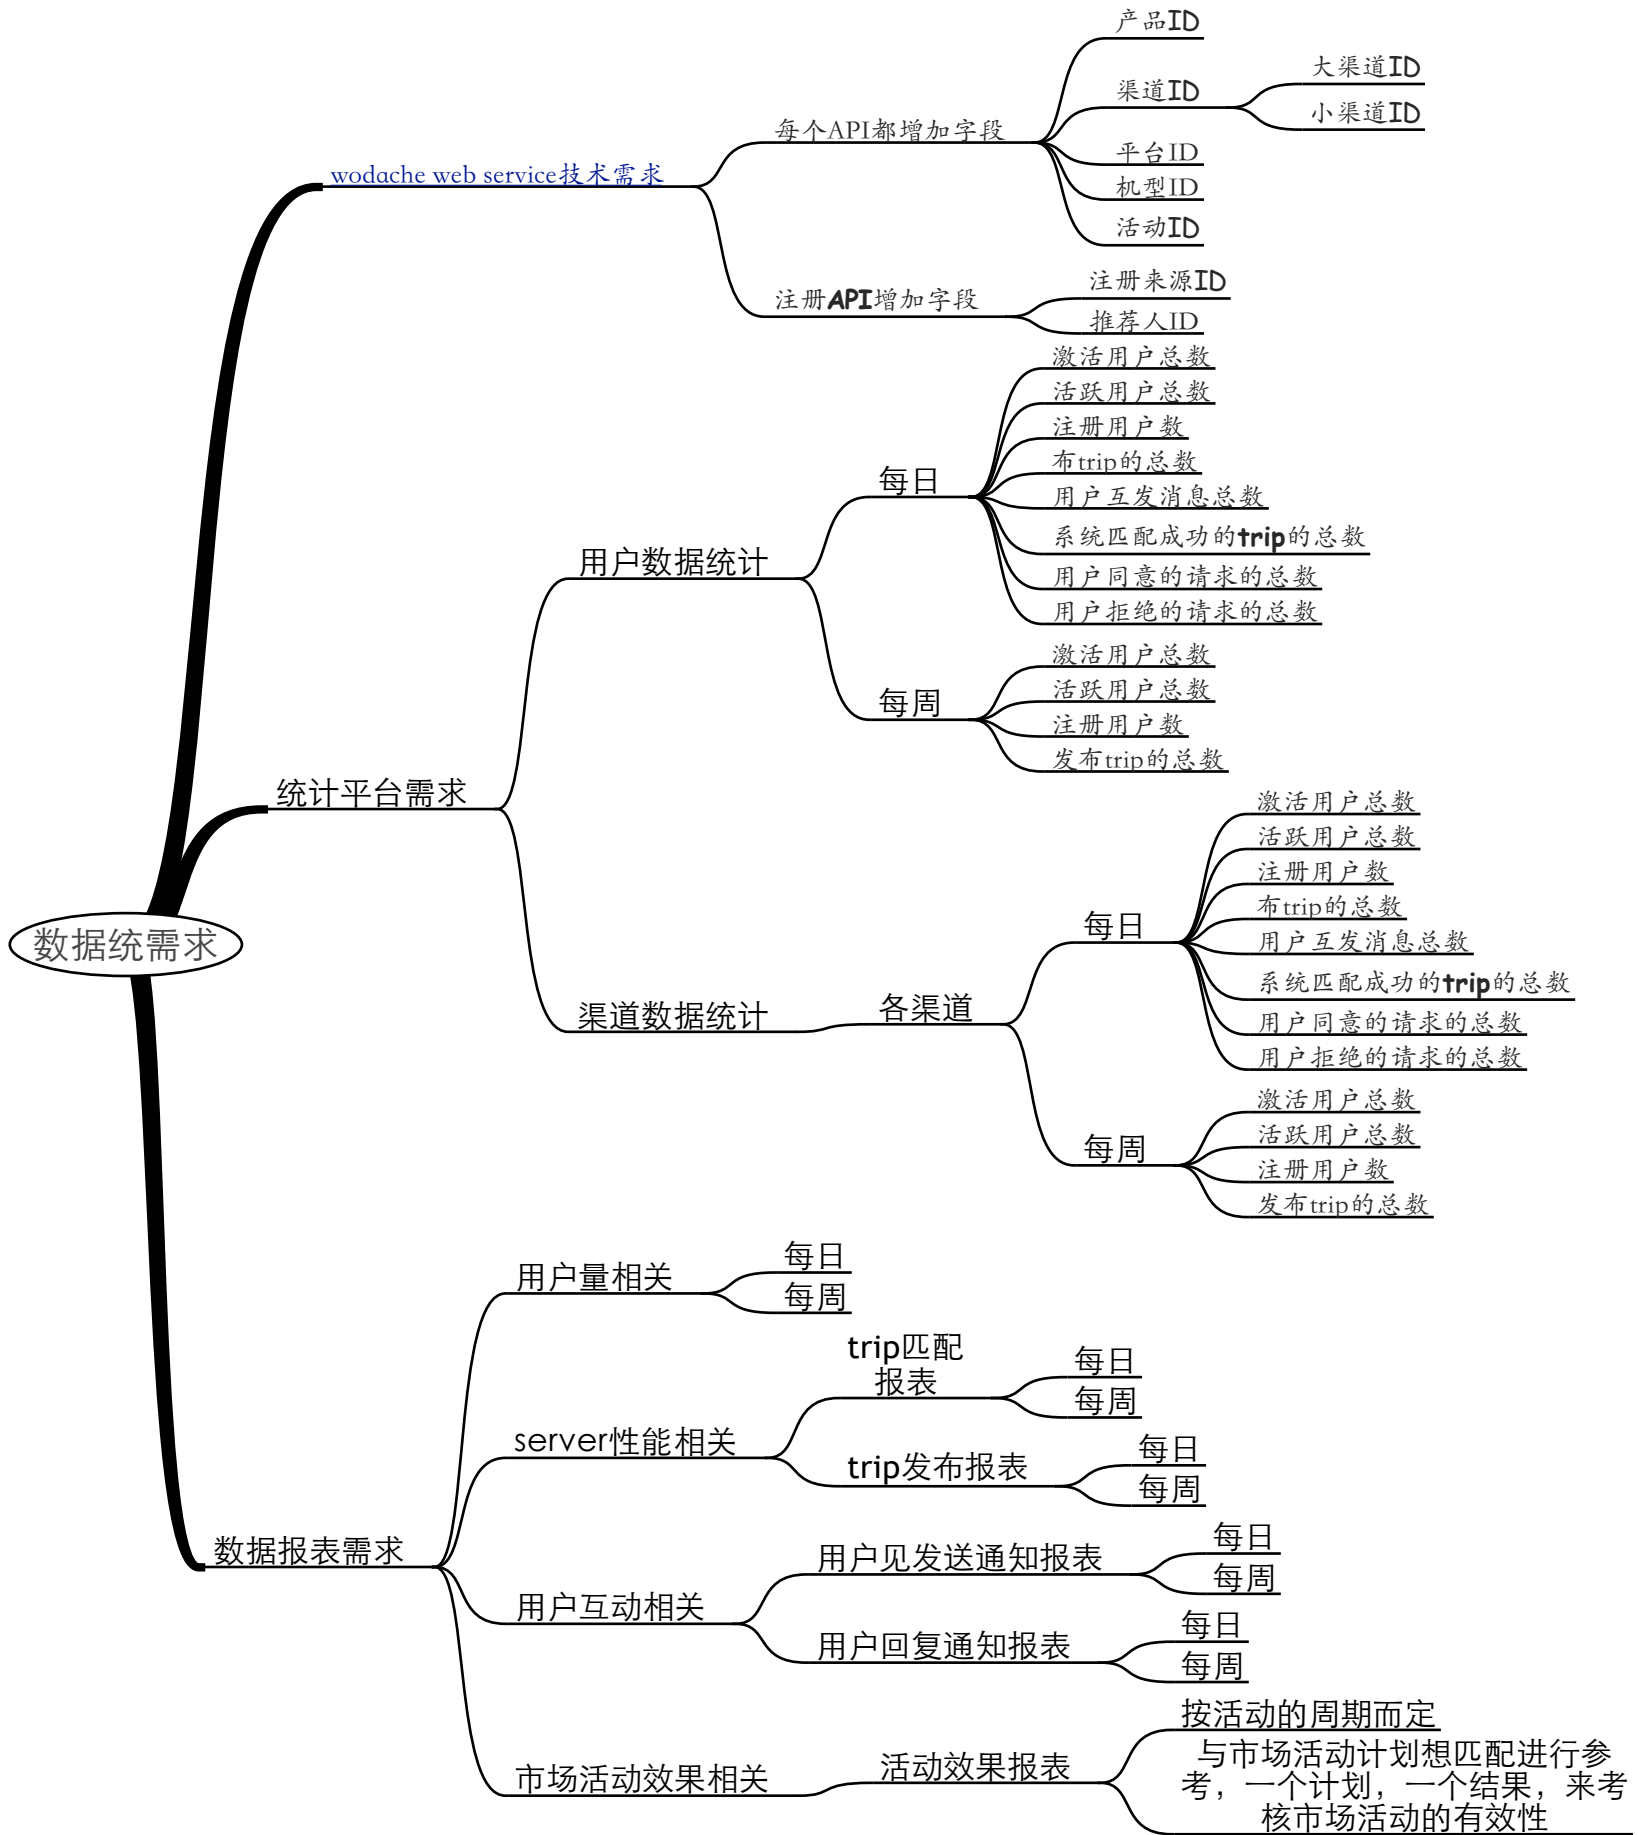 产品ID
大渠道ID
渠道ID
小渠道ID
每个API都增加字段
平台ID
wodache web service技术需求
机型ID
活动ID
注册来源ID
注册API增加字段
推荐人ID
激活用户总数
活跃用户总数
注册用户数
布trip的总数
每日
用户互发消息总数
系统匹配成功的trip的总数
用户数据统计
用户同意的请求的总数
用户拒绝的请求的总数
激活用户总数
活跃用户总数
每周
注册用户数
发布trip的总数
统计平台需求
激活用户总数
活跃用户总数
注册用户数
布trip的总数
每日
用户互发消息总数
数据统需求
系统匹配成功的trip的总数
渠道数据统计
各渠道
用户同意的请求的总数
用户拒绝的请求的总数
激活用户总数
活跃用户总数
每周
注册用户数
发布trip的总数
用户量相关
每日
每周
trip匹配
报表
每日
每周
server性能相关
trip发布报表
每日
每周
数据报表需求
用户见发送通知报表
每日
每周
用户互动相关
用户回复通知报表
每日
每周
按活动的周期而定
市场活动效果相关
活动效果报表
与市场活动计划想匹配进行参
考，一个计划，一个结果，来考
核市场活动的有效性